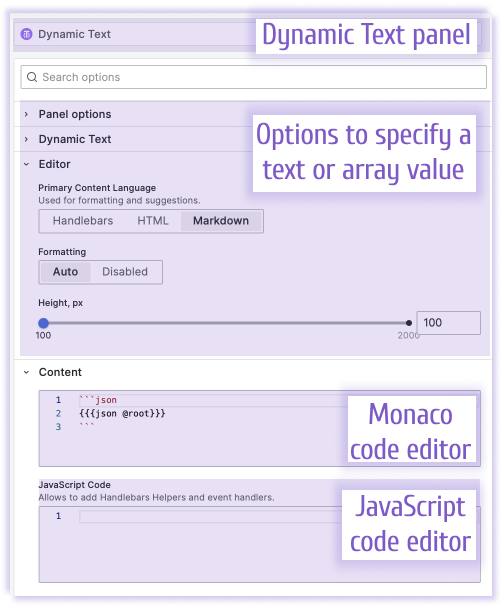 Dynamic Text
Dynamic Text panel
Search options
Panel options
Dynamic Text
Options to specify a
text or array value
Editor
Primary Content Language
Used for formatting and suggestions.
Handlebars HTML Markdown
Formatting
Auto Disabled
Height, px
100
100 2000
Content
1 ```json
2 {{{json @root}}}
3 ```
Monaco
code editor
JavaScript Code
Allows to add Handlebars Helpers and event handlers.
1
JavaScript
code editor